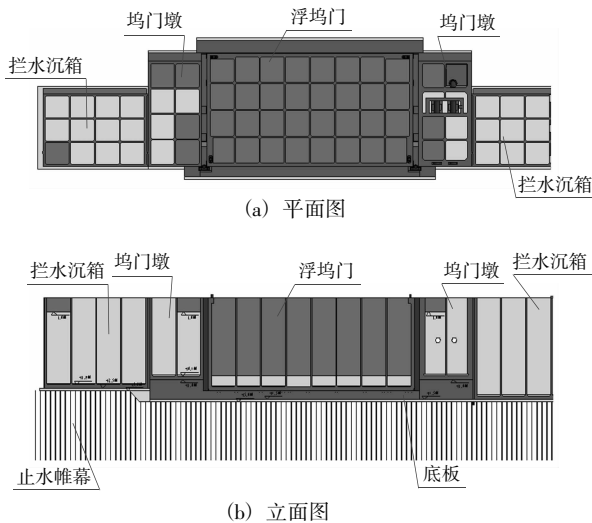 坞门墩
浮坞门
坞门墩
拦水沉箱
拦水沉箱
(a) 平面图
拦水沉箱
坞门墩
浮坞门
坞门墩
拦水沉箱
止水帷幕
底板
(b) 立面图